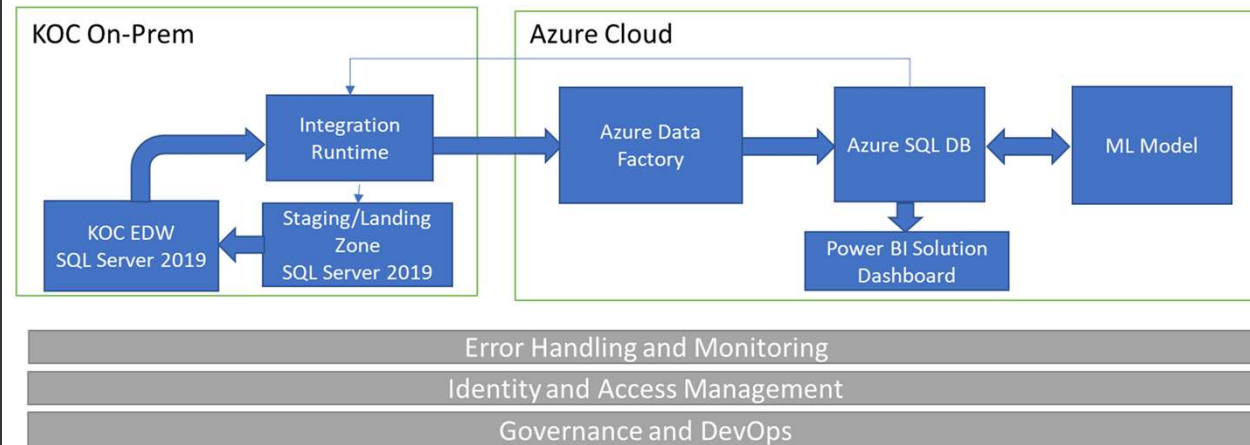 KOC On-Prem
Azure Cloud
Integration
Runtime
Azure Data
Factory
Azure SQL DB
ML Model
KOC EDW
SQL Server 2019
Staging/Landing
Zone
SQL Server 2019
Power BI Solution
Dashboard
Error Handling and Monitoring
Identity and Access Management
Governance and DevOps